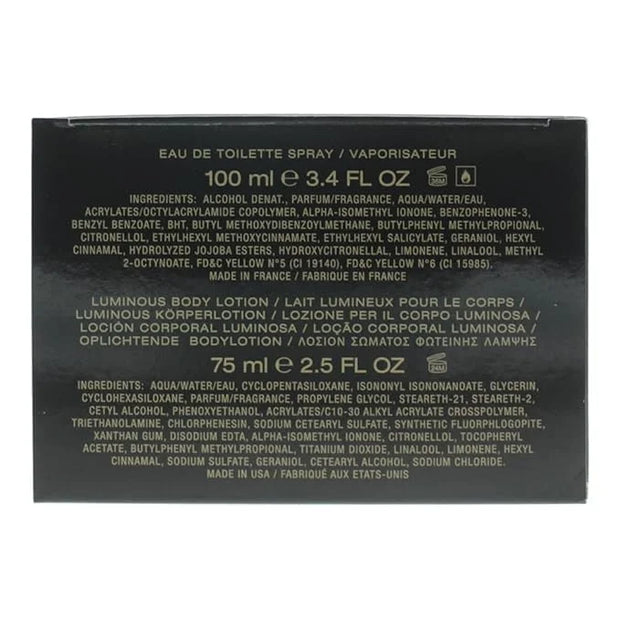 EAU DE TOILETTE SPRAY / VAPORISATEUR
100 ml e 3.4 FL OZ 36M
INGREDIENTS: ALCOHOL DENAT., PARFUM/FRAGRANCE, AQUA/WATER/EAU,
ACRYLATES/OCTYLACRYLAMIDE COPOLYMER, ALPHA-ISOMETHYL IONONE, BENZOPHENONE-3,
BENZYL BENZOATE, BHT, BUTYL METHOXYDIBENZOYLMETHANE, BUTYLPHENYL METHYLPROPIONAL,
CITRONELLOL, ETHYLHEXYL METHOXYCINNAMATE, ETHYLHEXYL SALICYLATE, GERANIOL, HEXYL
CINNAMAL, HYDROLYZED JOJOBA ESTERS, HYDROXYCITRONELLAL, LIMONENE, LINALOOL, METHYL
2-OCTYNOATE, FD&C YELLOW N°5 (CI 19140), FD&C YELLOW N°6 (CI 15985).
MADE IN FRANCE / FABRIQUÉ EN FRANCE
LUMINOUS BODY LOTION / LAIT LUMINEUX POUR LE CORPS /
LUMINOUS KÖRPERLOTION / LOZIONE PER IL CORPO LUMINOSA /
LOCIÓN CORPORAL LUMINOSA / LOÇÃO CORPORAL LUMINOSA /
OPLICHTENDE BODYLOTION / ΛΟΣΙΟΝ ΣΩΜΑΤΟΣ ΦΩΤΕΙΝΗΣ ΛΑΜΨΗΣ
75 ml e 2.5 FL OZ 24M
INGREDIENTS: AQUA/WATER/EAU, CYCLOPENTASILOXANE, ISONONYL ISONONANOATE, GLYCERIN,
CYCLOHEXASILOXANE, PARFUM/FRAGRANCE, PROPYLENE GLYCOL, STEARETH-21, STEARETH-2,
CETYL ALCOHOL, PHENOXYETHANOL, ACRYLATES/C10-30 ALKYL ACRYLATE CROSSPOLYMER,
TRIETHANOLAMINE, CHLORPHENESIN, SODIUM CETEARYL SULFATE, SYNTHETIC FLUORPHLOGOPITE,
XANTHAN GUM, DISODIUM EDTA, ALPHA-ISOMETHYL IONONE, CITRONELLOL, TOCOPHERYL
ACETATE, BUTYLPHENYL METHYLPROPIONAL, TITANIUM DIOXIDE, LINALOOL, LIMONENE, HEXYL
CINNAMAL, SODIUM SULFATE, GERANIOL, CETEARYL ALCOHOL, SODIUM CHLORIDE.
MADE IN USA / FABRIQUÉ AUX ETATS-UNIS